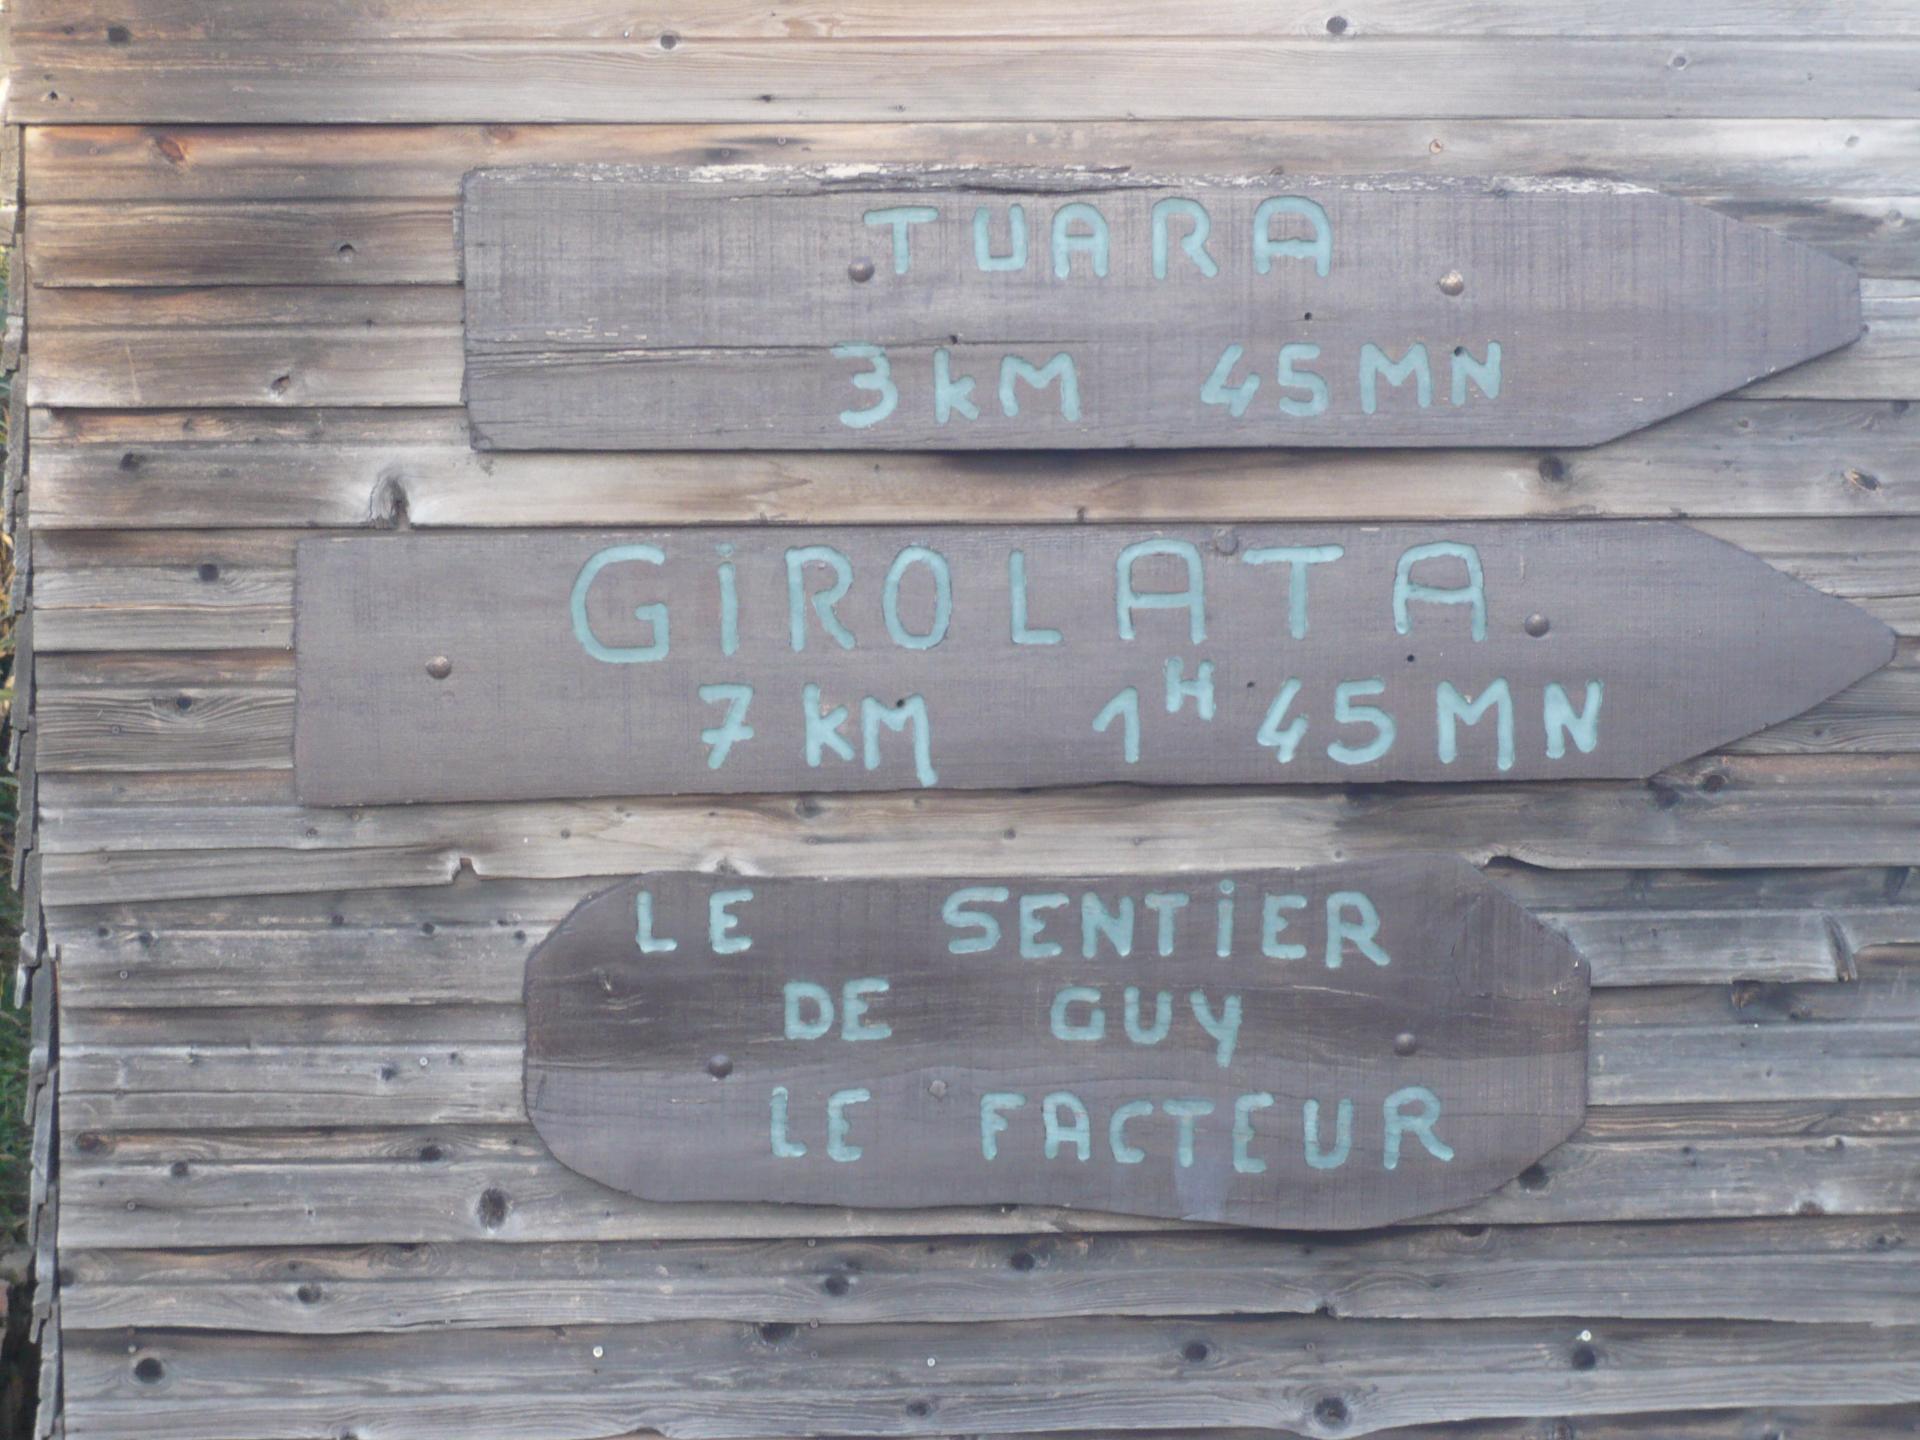 TUARA
3 kM 45 MN
GiROLATA
7 kM 1H 45 MN
LE SENTiER
DE GUY
LE FACTEUR